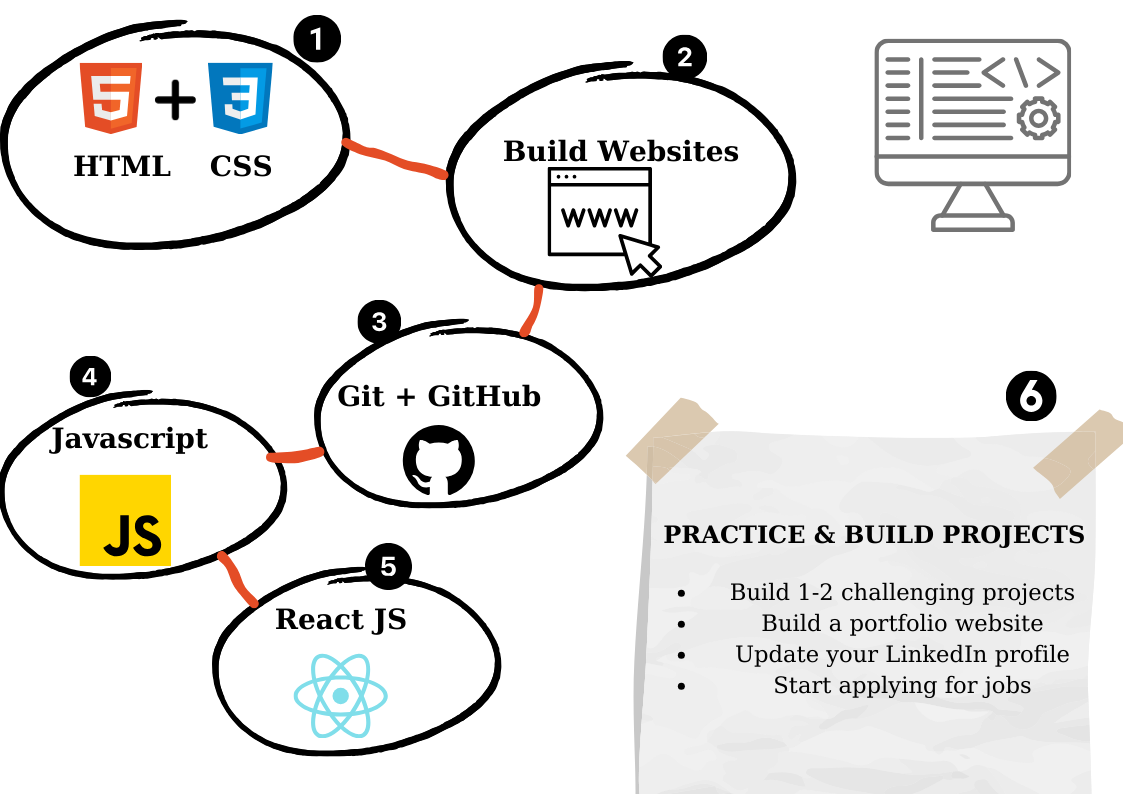 1
5 3
HTML CSS
2
Build Websites
WWW
3
Git + GitHub
4
Javascript
JS
5
React JS
6
PRACTICE & BUILD PROJECTS
Build 1-2 challenging projects
Build a portfolio website
Update your LinkedIn profile
Start applying for jobs